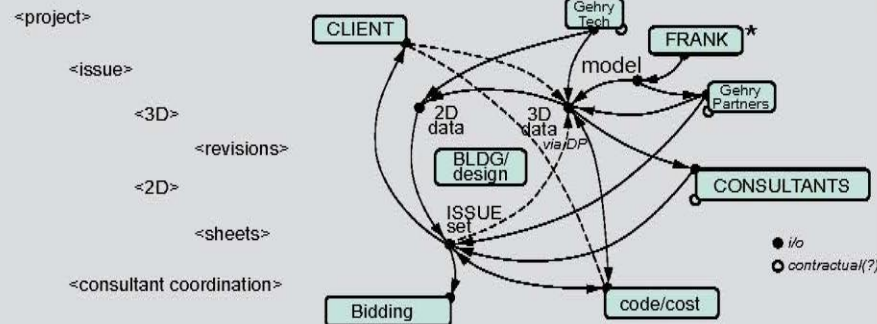 <project>
<issue>
<3D>
<revisions>
<2D>
<sheets>
<consultant coordination>
CLIENT
Gehry
Tech
FRANK*
model
Gehry
Partners
2D
data
3D
data
via DP
BLDG/
design
CONSULTANTS
ISSUE
set
i/o
contractual(?)
Bidding
code/cost